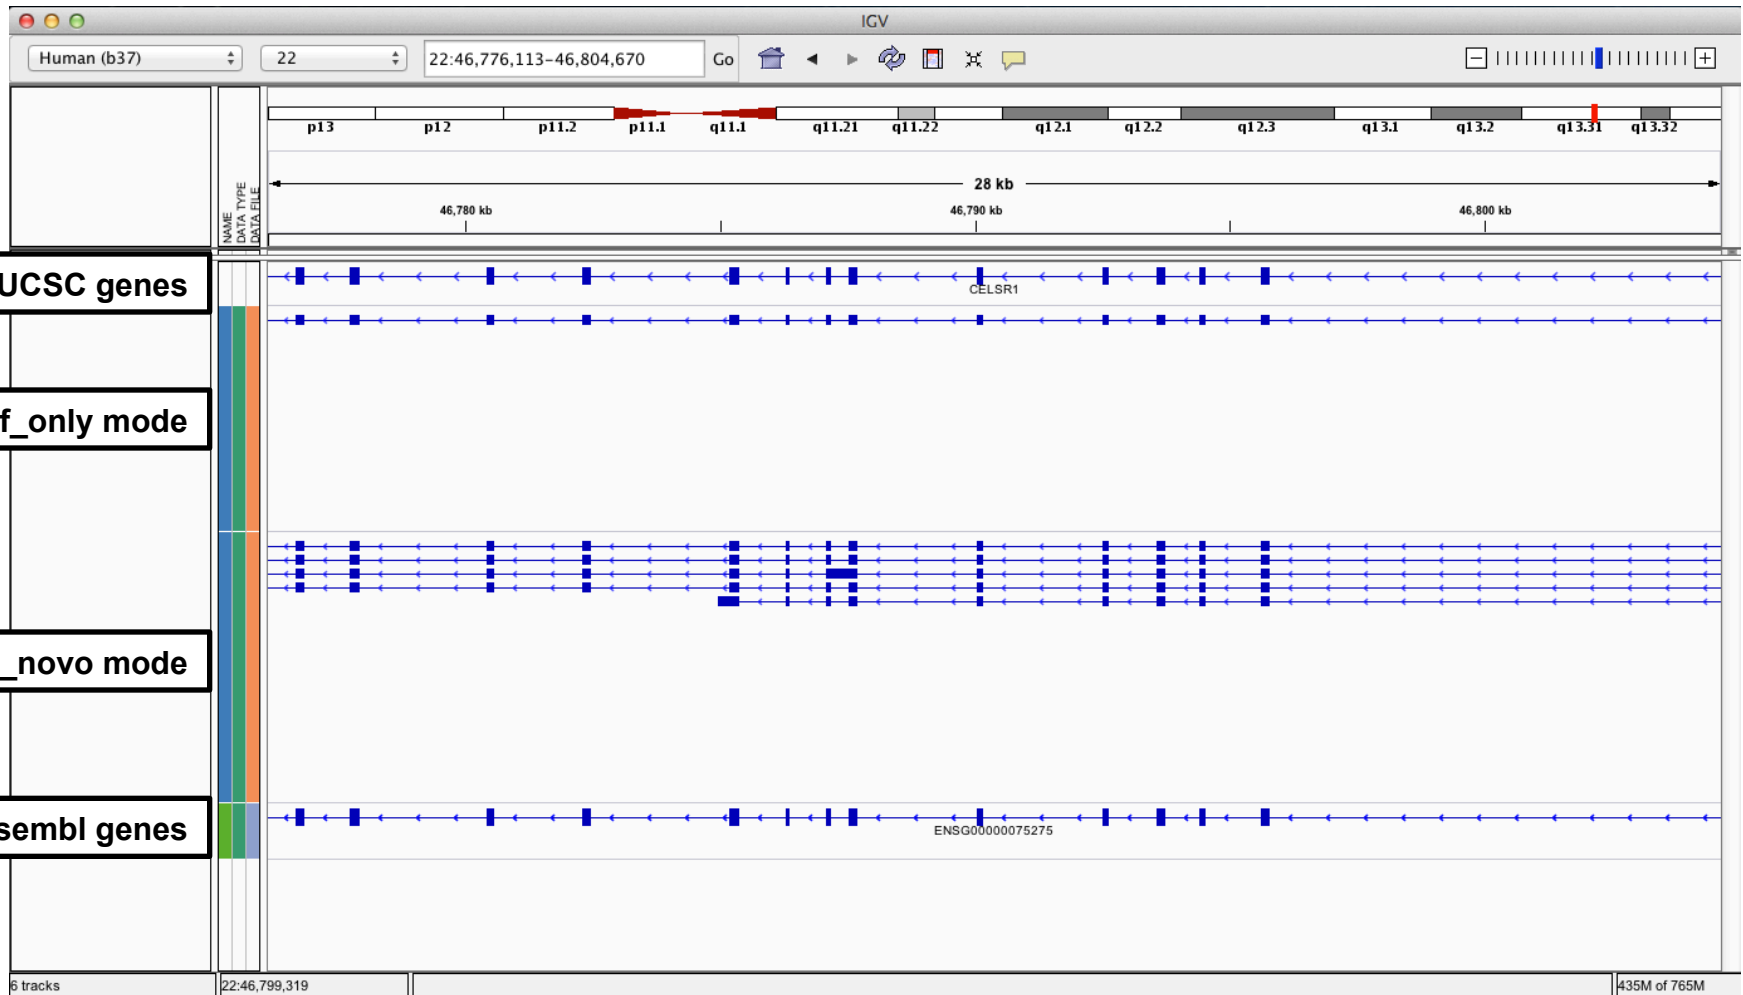 IGV
Human (b37) 22 22:46,776,113-46,804,670 Go
p13 p12 p11.2 p11.1 q11.1 q11.21 q11.22 q12.1 q12.2 q12.3 q13.1 q13.2 q13.31 q13.32
NAME
DATA TYPE
DATA FILE
28 kb
46,780 kb 46,790 kb 46,800 kb
UCSC genes
CELSR1
f_only mode
_novo mode
sembl genes
ENSG00000075275
6 tracks 22:46,799,319 435M of 765M